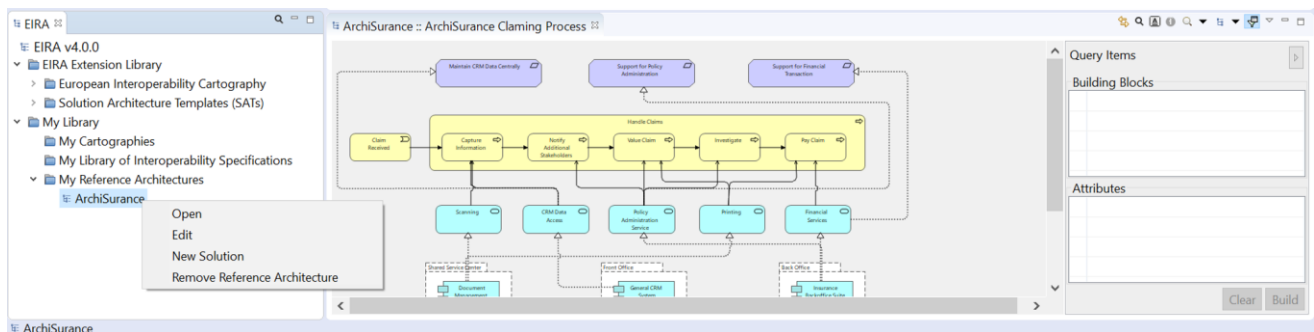 EIRA
EIRA v4.0.0
EIRA Extension Library
European Interoperability Cartography
Solution Architecture Templates (SATs)
My Library
My Cartographies
My Library of Interoperability Specifications
My Reference Architectures
ArchiSurance
Open
Edit
New Solution
Remove Reference Architecture
ArchiSurance :: ArchiSurance Claming Process
Maintain CRM Data Centrally
Support for Policy
Administration
Support for Financial
Transaction
Handle Claims
Claim
Received
Capture
Information
Notify
Additional
Stakeholders
Value Claim
Investigate
Pay Claim
Scanning
CRM Data
Access
Policy
Administration
Service
Printing
Financial
Services
Shared Service Center
Front Office
Back Office
Document
Management
General CRM
System
Insurance
Backoffice Suite
Query Items
Building Blocks
Attributes
Clear
Build
ArchiSurance